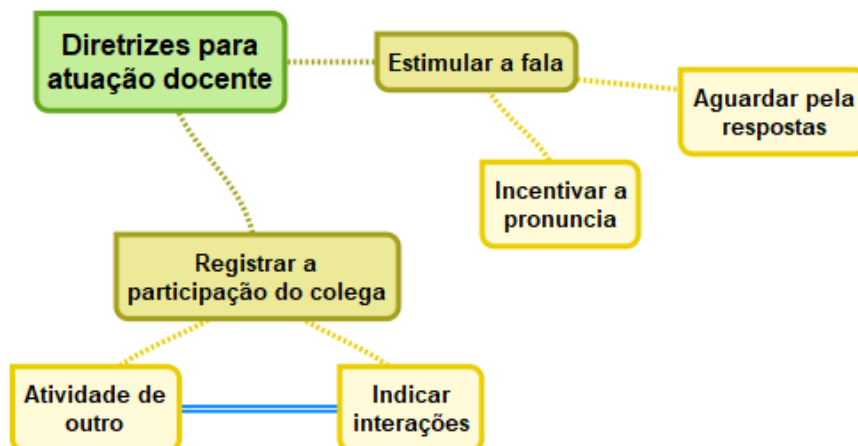 Diretrizes para
atuação docente
Estimular a fala
Aguardar pela
respostas
Incentivar a
pronuncia
Registrar a
participação do colega
Atividade de
outro
Indicar
interações